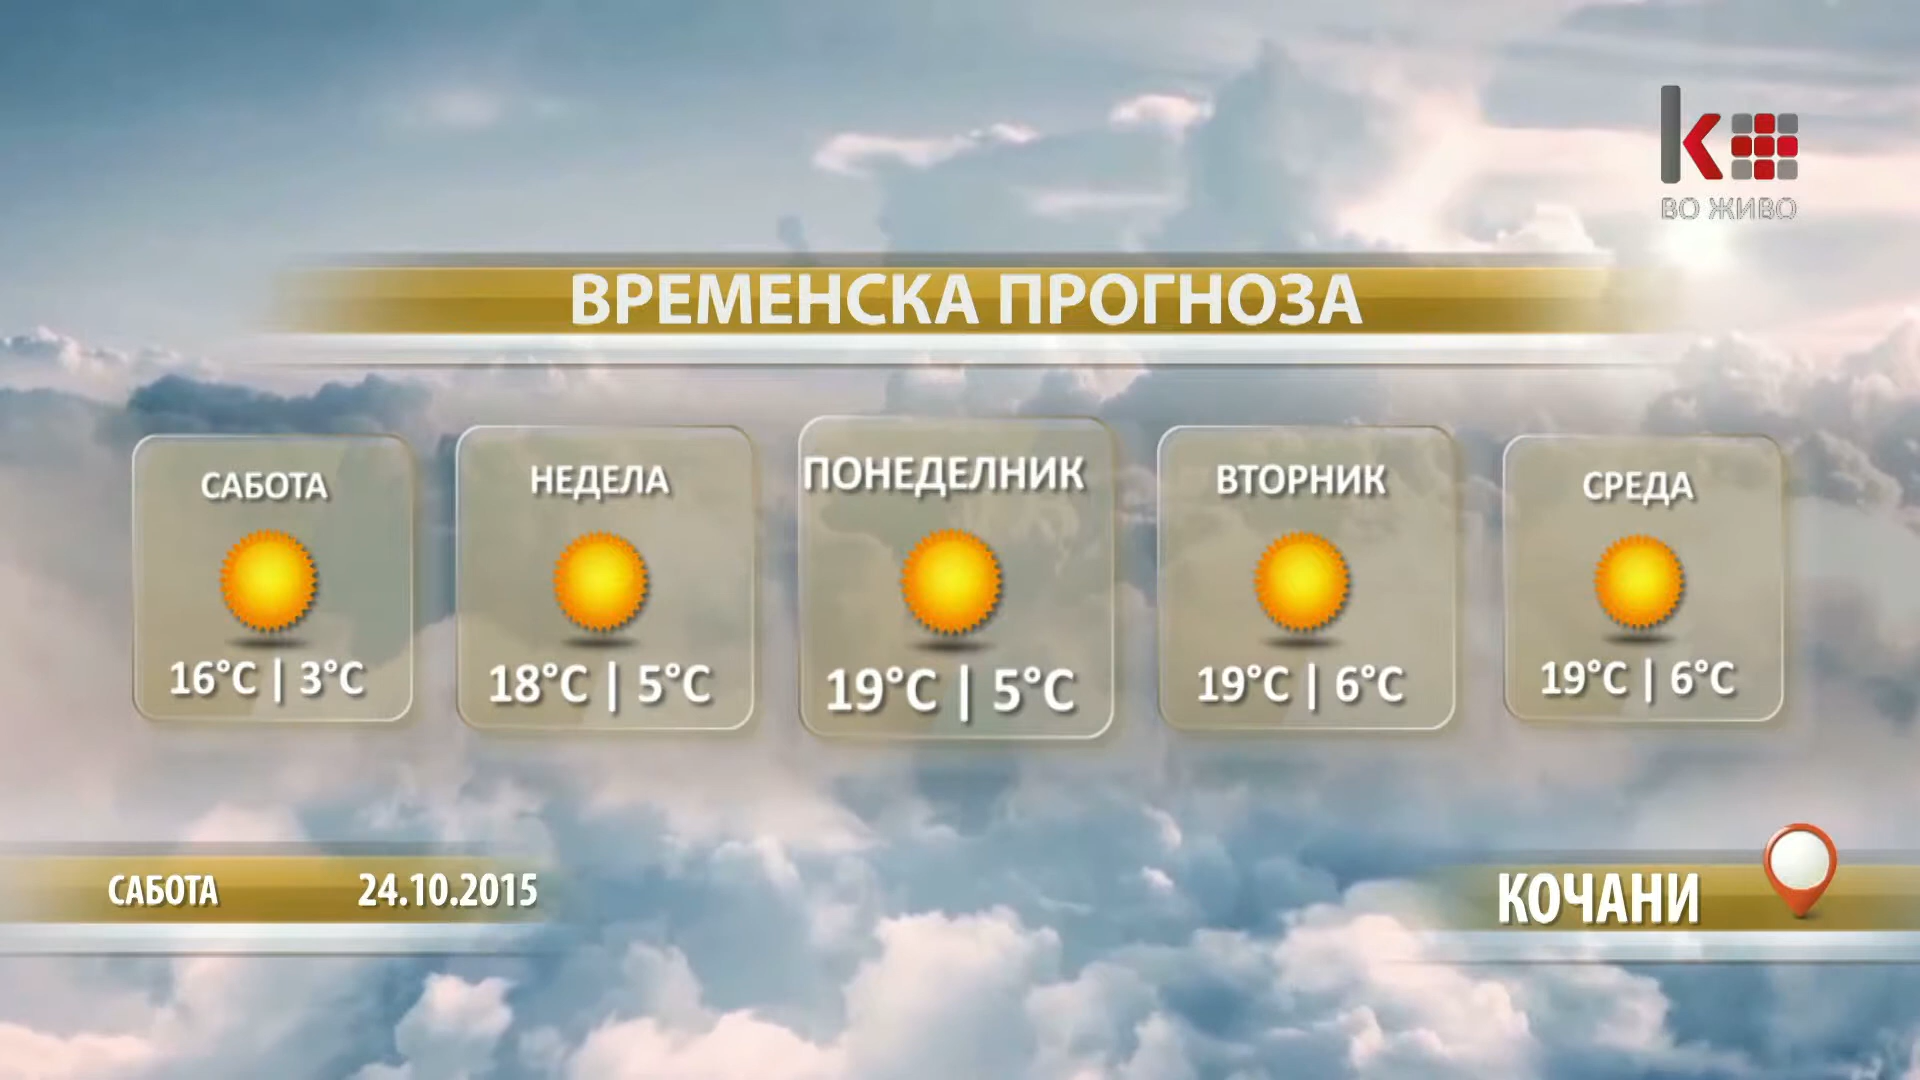 K
ВО ЖИВО
ВРЕМЕНСКА ПРОГНОЗА
САБОТА
16°C | 3°C
НЕДЕЛА
18°C | 5°C
ПОНЕДЕЛНИК
19°C | 5°C
ВТОРНИК
19°C | 6°C
СРЕДА
19°C | 6°C
САБОТА 24.10.2015
КОЧАНИ